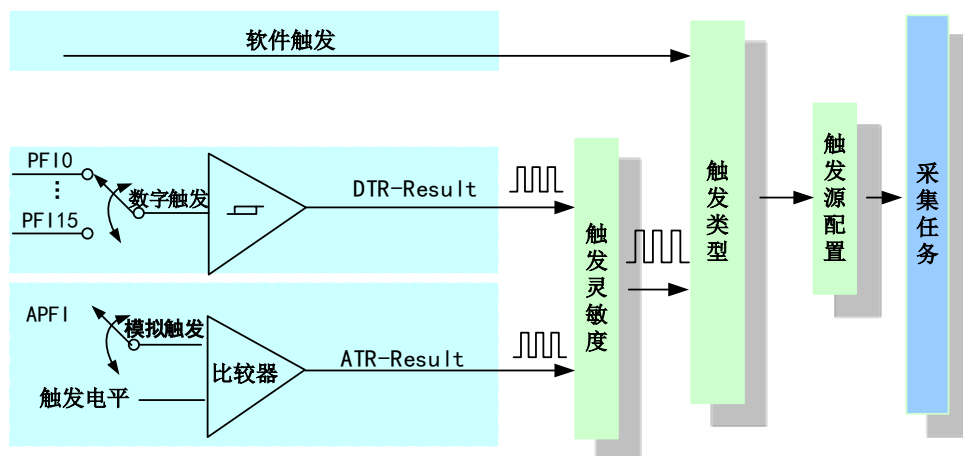 软件触发
PFI0
⋮
数字触发
PFI15
DTR-Result
APFI
模拟触发
触发电平
比较器
ATR-Result
触发灵敏度
触发类型
触发源配置
采集任务